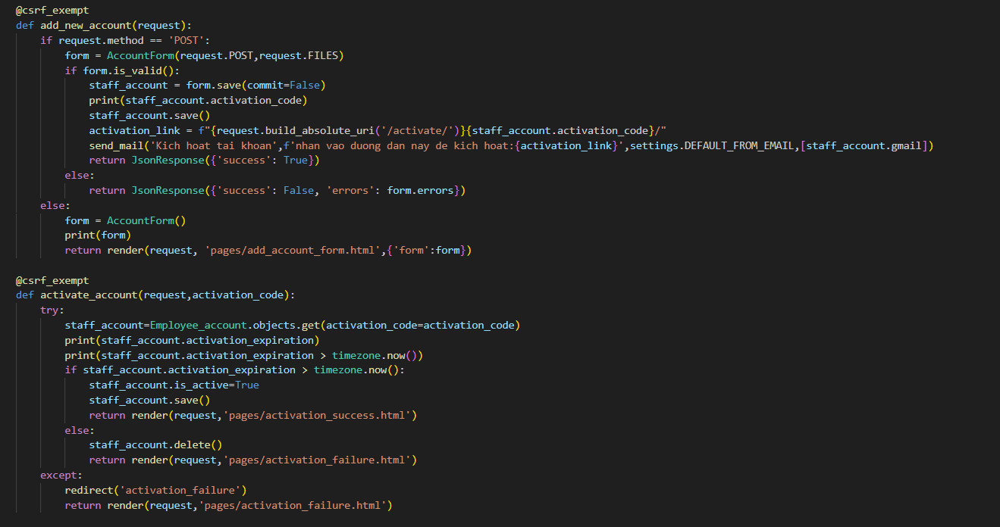 @csrf_exempt
def add_new_account(request):
    if request.method == 'POST':
        form = AccountForm(request.POST,request.FILES)
        if form.is_valid():
            staff_account = form.save(commit=False)
            print(staff_account.activation_code)
            staff_account.save()
            activation_link = f"{request.build_absolute_uri('/activate/')}{staff_account.activation_code}/"
            send_mail('Kich hoat tai khoan',f'nhan vao duong dan nay de kich hoat:{activation_link}',settings.DEFAULT_FROM_EMAIL,[staff_account.gmail])
            return JsonResponse({'success': True})
        else:
            return JsonResponse({'success': False, 'errors': form.errors})
    else:
        form = AccountForm()
        print(form)
        return render(request, 'pages/add_account_form.html',{'form':form})

@csrf_exempt
def activate_account(request,activation_code):
    try:
        staff_account=Employee_account.objects.get(activation_code=activation_code)
        print(staff_account.activation_expiration)
        print(staff_account.activation_expiration > timezone.now())
        if staff_account.activation_expiration > timezone.now():
            staff_account.is_active=True
            staff_account.save()
            return render(request,'pages/activation_success.html')
        else:
            staff_account.delete()
            return render(request,'pages/activation_failure.html')
    except:
        redirect('activation_failure')
        return render(request,'pages/activation_failure.html')